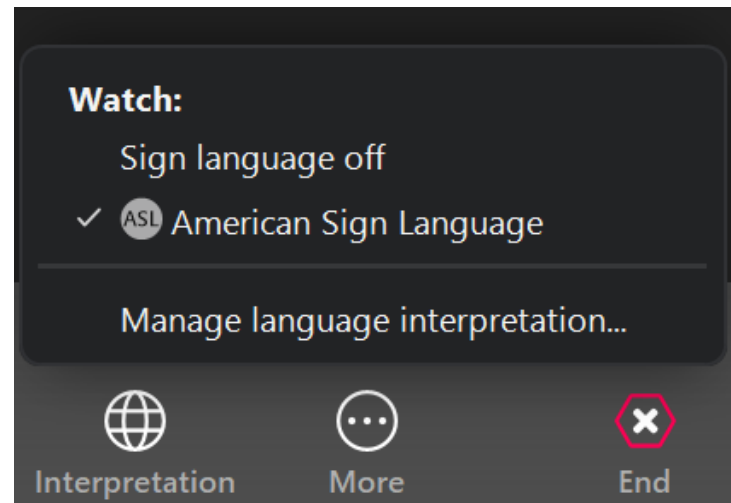 Watch:
Sign language off
ASL American Sign Language
Manage language interpretation...
Interpretation More End